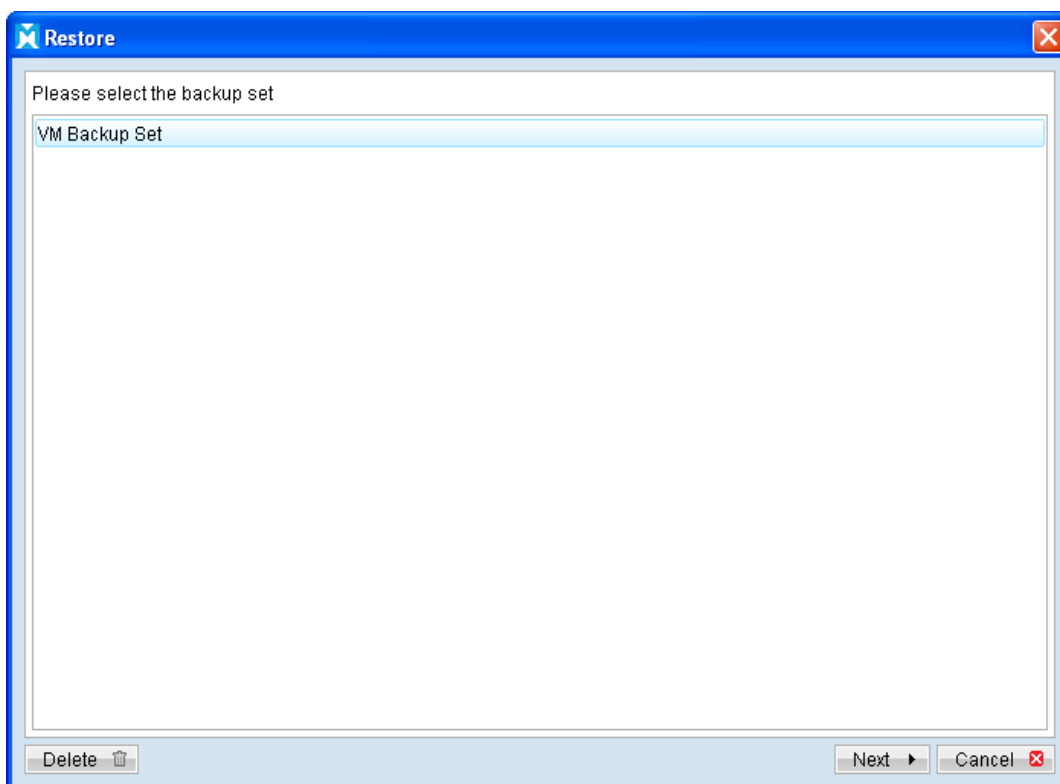 Restore
Please select the backup set
VM Backup Set
Delete
Next
Cancel